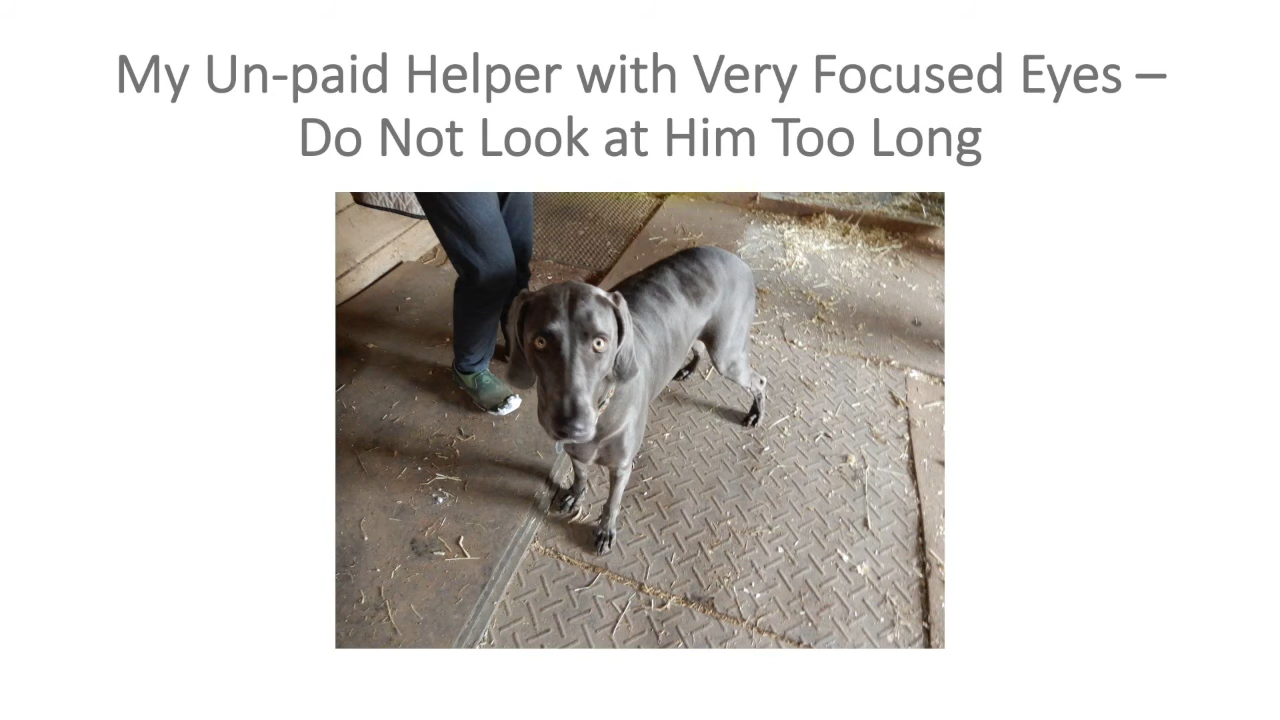 My Un-paid Helper with Very Focused Eyes –
Do Not Look at Him Too Long